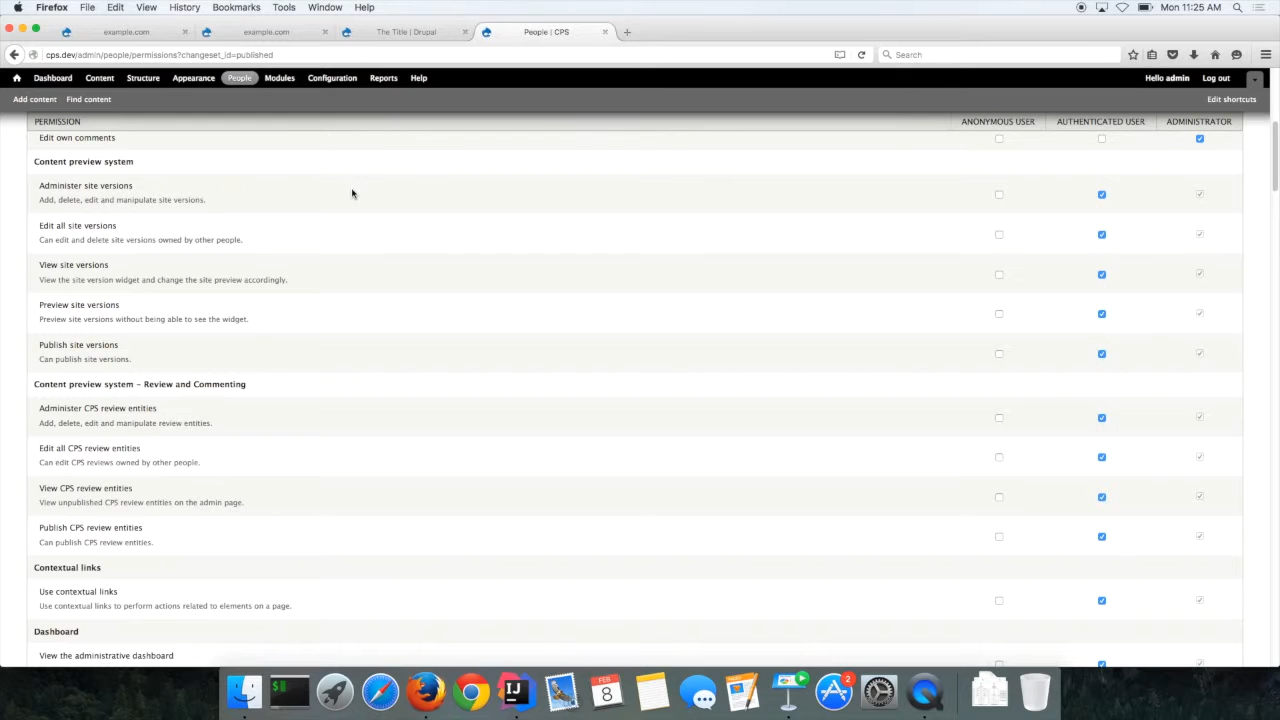 Firefox File Edit View History Bookmarks Tools Window Help Mon 11:25 AM
example.com example.com The Title | Drupal People | CPS
cps.dev/admin/people/permissions?changeset_id=published Search
Dashboard Content Structure Appearance People Modules Configuration Reports Help Hello admin Log out
Add content Find content Edit shortcuts
PERMISSION ANONYMOUS USER AUTHENTICATED USER ADMINISTRATOR
Edit own comments
Content preview system
Administer site versions
Add, delete, edit and manipulate site versions.
Edit all site versions
Can edit and delete site versions owned by other people.
View site versions
View the site version widget and change the site preview accordingly.
Preview site versions
Preview site versions without being able to see the widget.
Publish site versions
Can publish site versions.
Content preview system – Review and Commenting
Administer CPS review entities
Add, delete, edit and manipulate review entities.
Edit all CPS review entities
Can edit CPS reviews owned by other people.
View CPS review entities
View unpublished CPS review entities on the admin page.
Publish CPS review entities
Can publish CPS review entities.
Contextual links
Use contextual links
Use contextual links to perform actions related to elements on a page.
Dashboard
View the administrative dashboard
$ IJ FEB 8 2